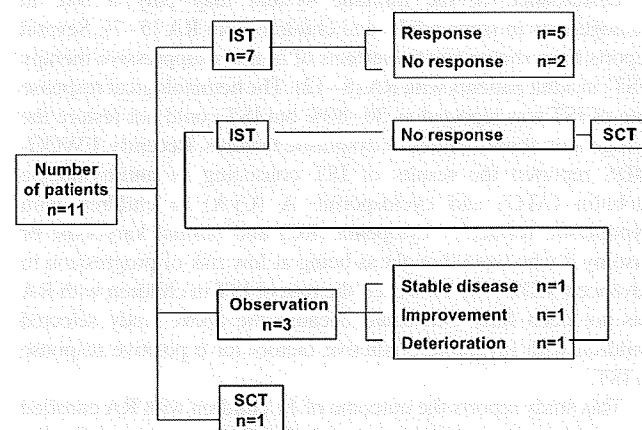 IST
n=7
Response n=5
No response n=2
IST
No response
SCT
Number
of patients
n=11
Observation
n=3
Stable disease n=1
Improvement n=1
Deterioration n=1
SCT
n=1